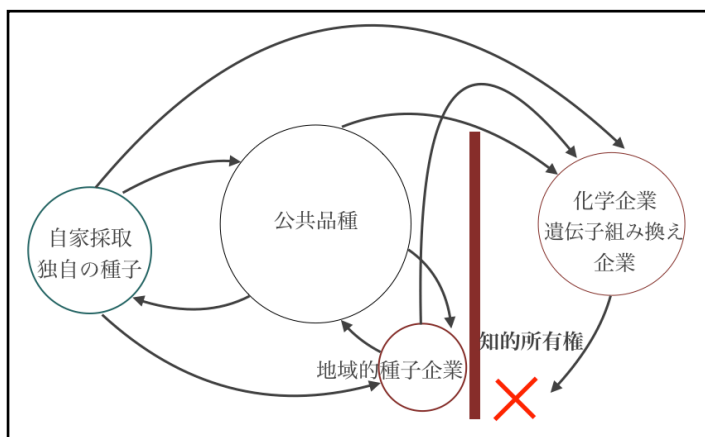 公共品種
化学企業
遺伝子組み換え
企業
自家採取
独自の種子
知的所有権
地域的種子企業